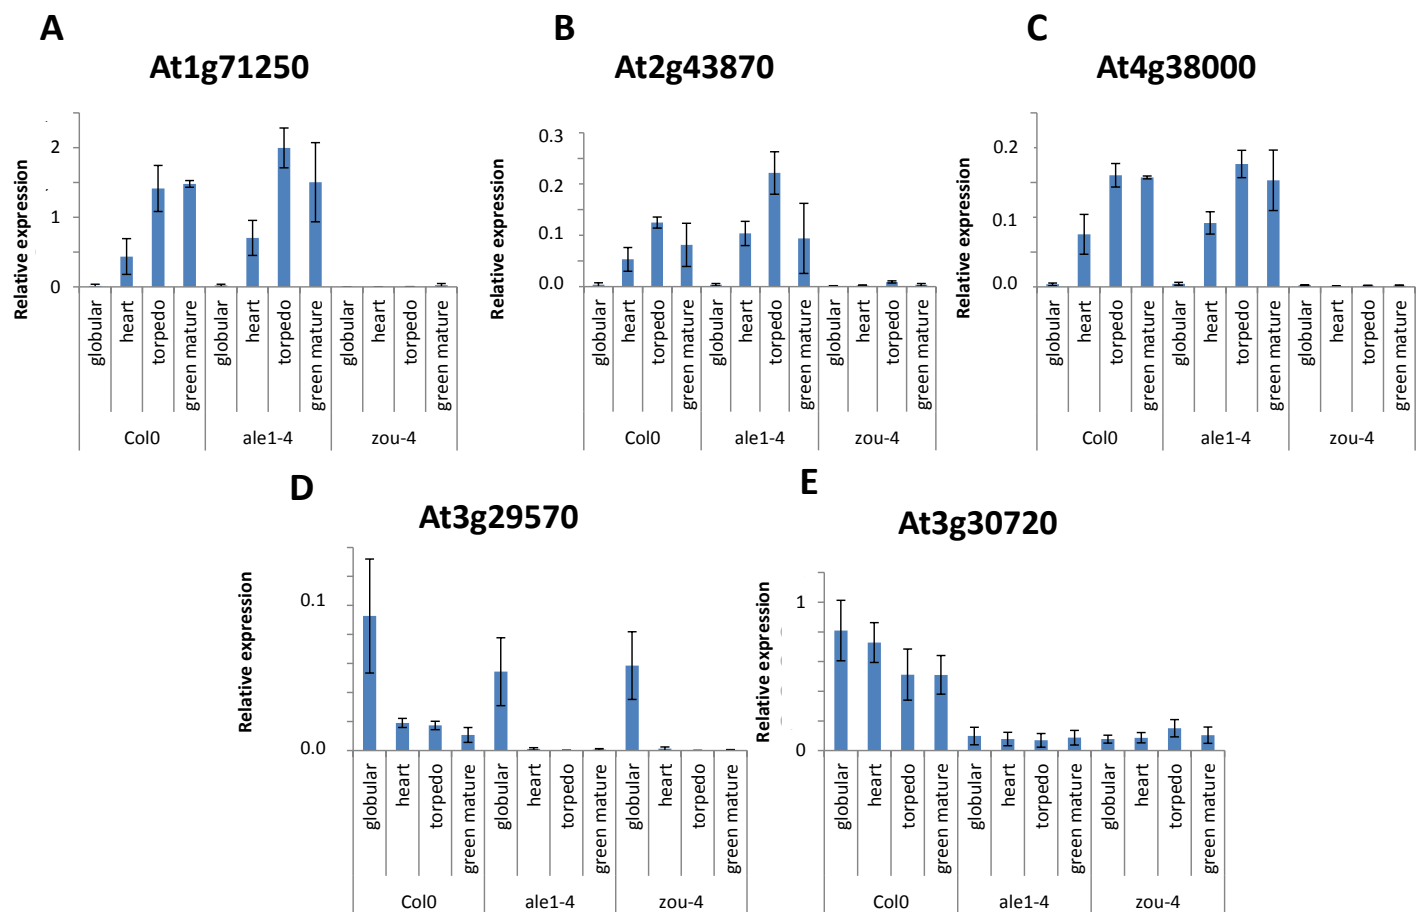 A
At1g71250
Relative expression
2
1
0
globular
heart
torpedo
green mature
globular
heart
torpedo
green mature
globular
heart
torpedo
green mature
Col0
ale1-4
zou-4
B
At2g43870
Relative expression
0.3
0.2
0.1
0.0
globular
heart
torpedo
green mature
globular
heart
torpedo
green mature
globular
heart
torpedo
green mature
Col0
ale1-4
zou-4
C
At4g38000
Relative expression
0.2
0.1
0.0
globular
heart
torpedo
green mature
globular
heart
torpedo
green mature
globular
heart
torpedo
green mature
Col0
ale1-4
zou-4
D
At3g29570
Relative expression
0.1
0.0
globular
heart
torpedo
green mature
globular
heart
torpedo
green mature
globular
heart
torpedo
green mature
Col0
ale1-4
zou-4
E
At3g30720
Relative expression
1
0
globular
heart
torpedo
green mature
globular
heart
torpedo
green mature
globular
heart
torpedo
green mature
Col0
ale1-4
zou-4